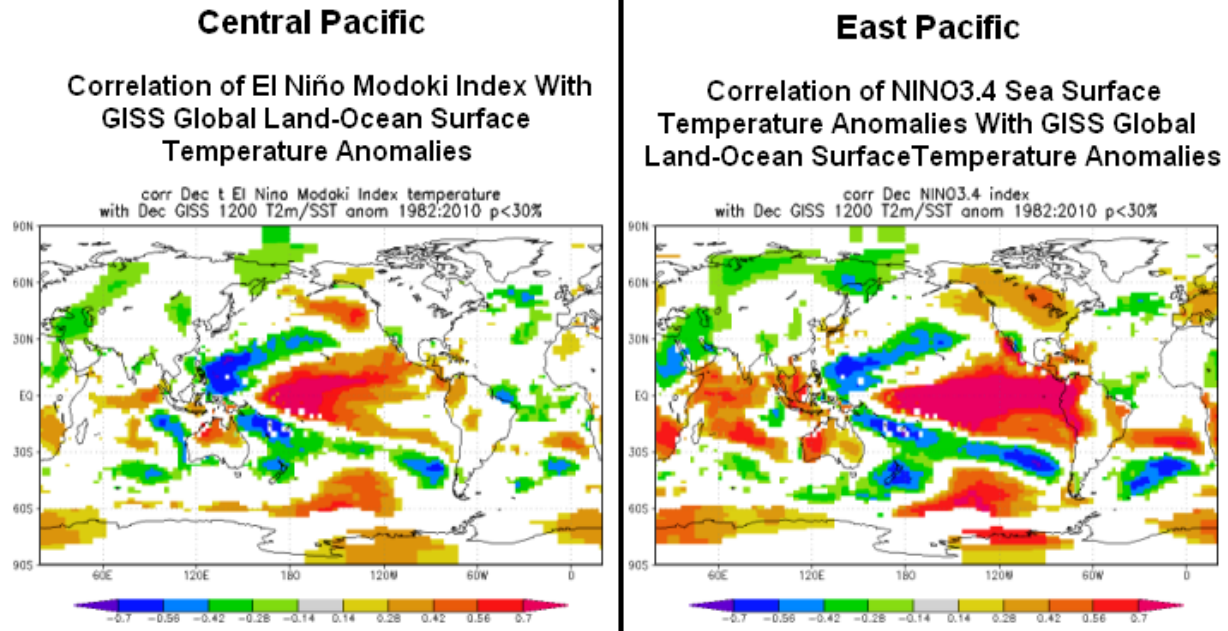 Central Pacific
Correlation of El Niño Modoki Index With
GISS Global Land-Ocean Surface
Temperature Anomalies
corr Dec t El Nino Modoki Index temperature
with Dec GISS 1200 T2m/SST anom 1982:2010 p<30%
90N
60N
30N
EQ
30S
60S
90S
60E 120E 180 120W 60W 0
-0.7 -0.56 -0.42 -0.28 -0.14 0.14 0.28 0.42 0.56 0.7
East Pacific
Correlation of NINO3.4 Sea Surface
Temperature Anomalies With GISS Global
Land-Ocean SurfaceTemperature Anomalies
corr Dec NINO3.4 index
with Dec GISS 1200 T2m/SST anom 1982:2010 p<30%
90N
60N
30N
EQ
30S
60S
90S
60E 120E 180 120W 60W 0
-0.7 -0.56 -0.42 -0.28 -0.14 0.14 0.28 0.42 0.56 0.7